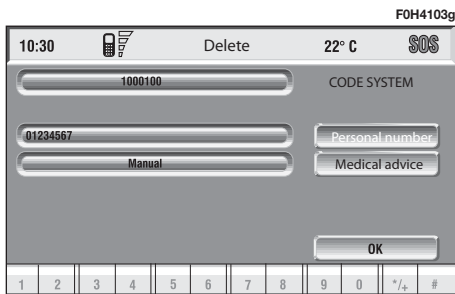 F0H4103g
10:30 Delete 22° C SOS
1000100 CODE SYSTEM
01234567 Personal number
Manual Medical advice
OK
1 2 3 4 5 6 7 8 9 0 */+ #